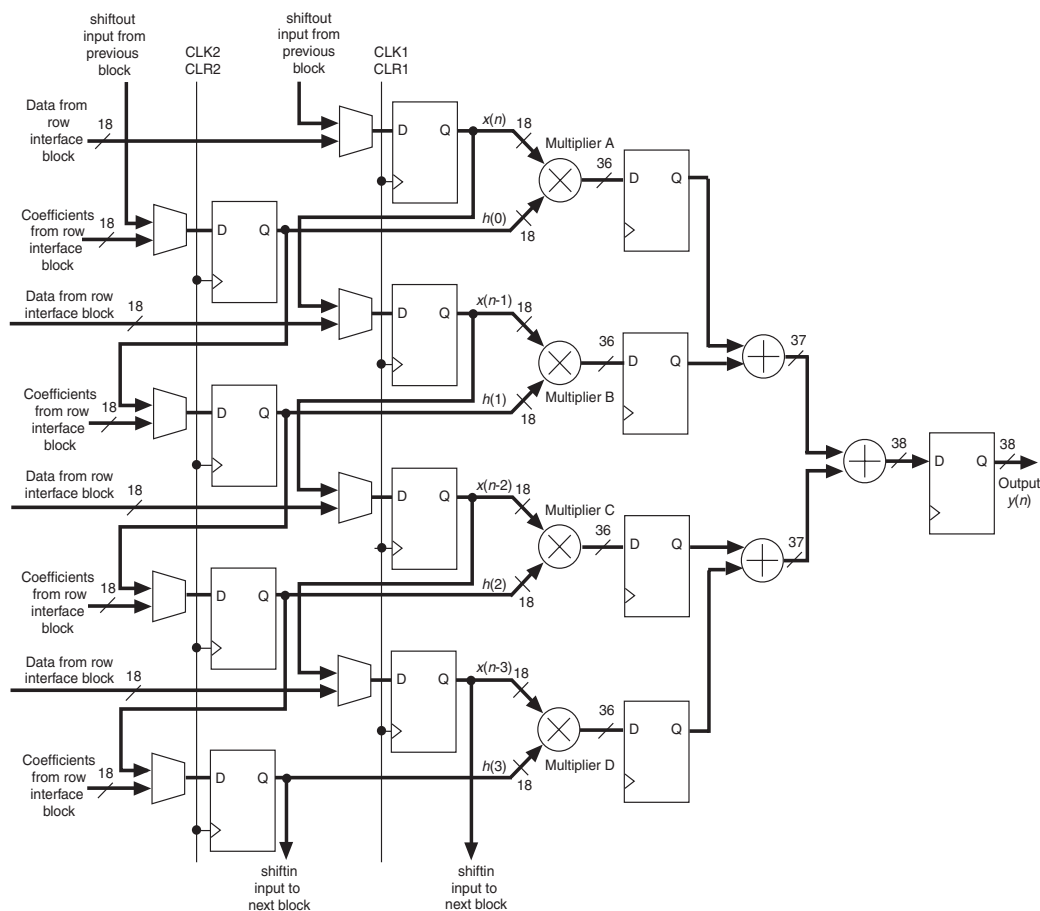 shiftout
input from
previous
block
CLK2
CLR2
shiftout
input from
previous
block
CLK1
CLR1
Data from
row
interface
block
18
D Q
x(n)
18
Multiplier A
36
D Q
Coefficients
from row
interface
block
18
D Q
h(0)
18
Data from row
interface block
18
D Q
x(n-1)
18
36
D Q
37
Multiplier B
Coefficients
from row
interface
block
18
D Q
h(1)
18
38
D Q
38
Output
y(n)
Data from row
interface block
18
D Q
x(n-2)
18
Multiplier C
36
D Q
37
Coefficients
from row
interface
block
18
D Q
h(2)
18
Data from row
interface block
18
D Q
x(n-3)
18
36
D Q
Multiplier D
Coefficients
from row
interface
block
18
D Q
h(3)
18
shiftin
input to
next block
shiftin
input to
next block